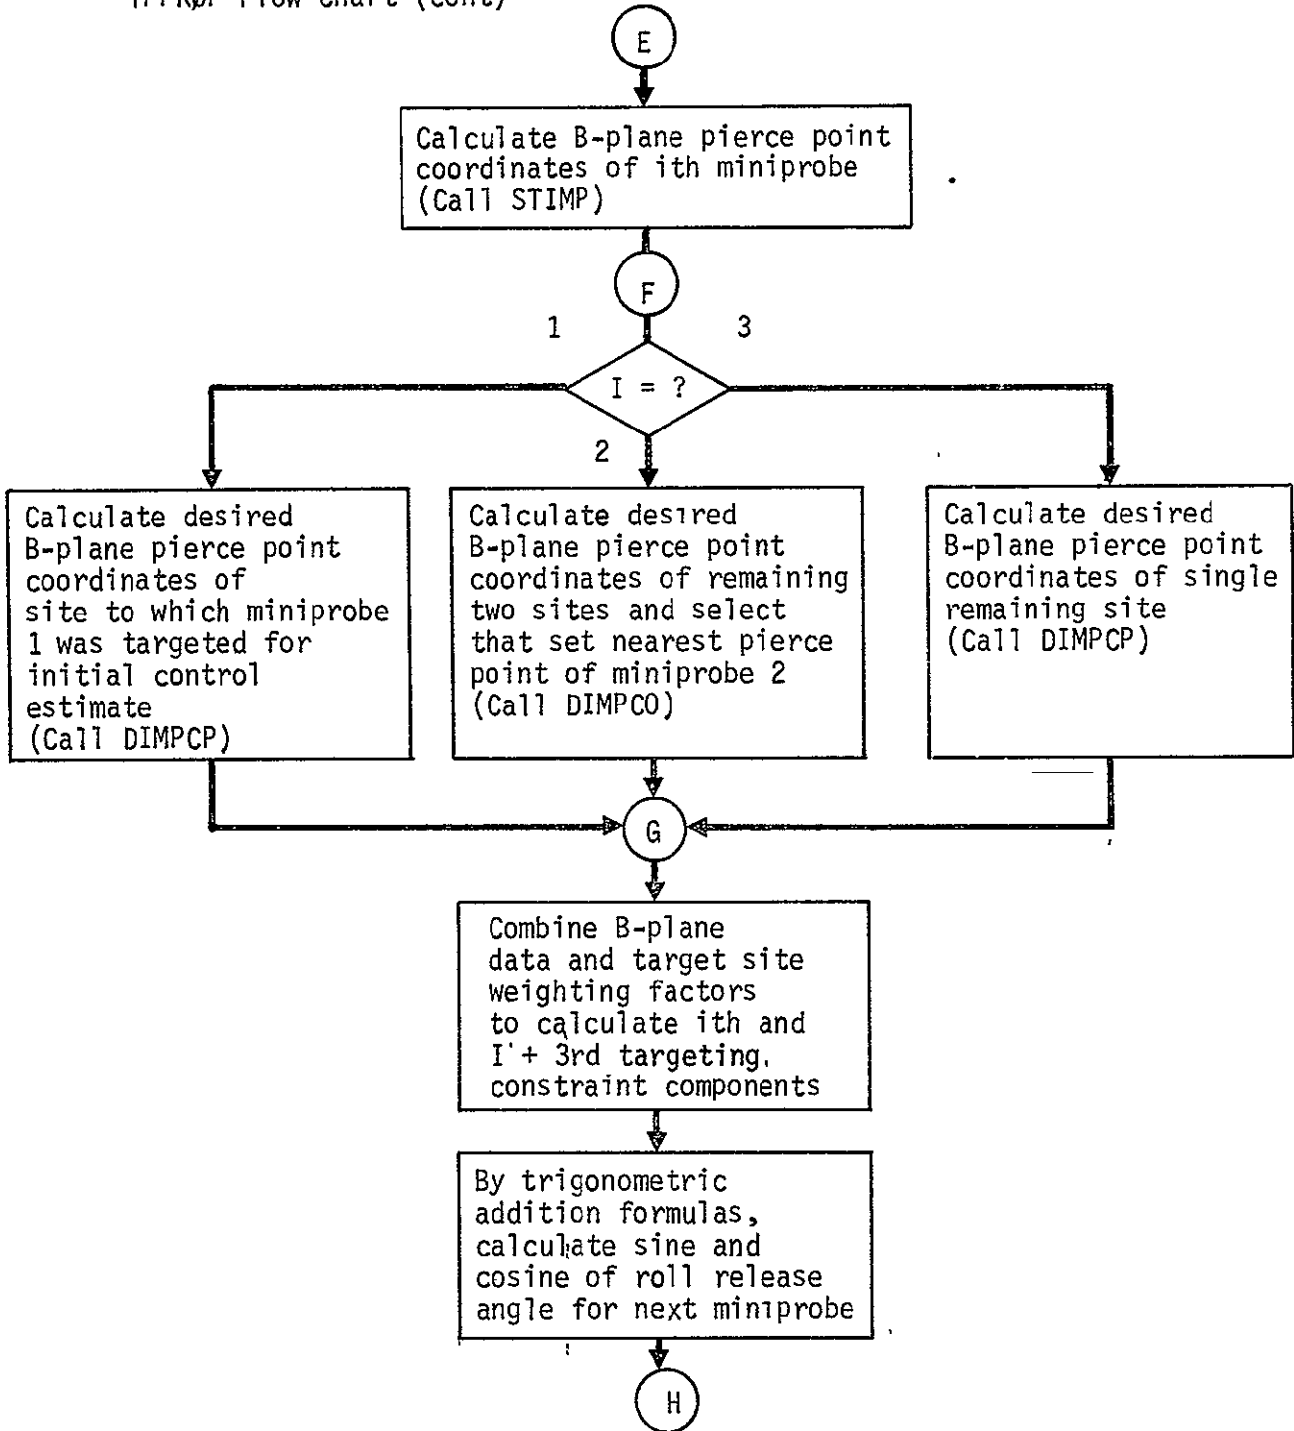 Flow Chart (cont)
E
Calculate B-plane pierce point
coordinates of ith miniprobe
(Call STIMP)
F
1
3
I = ?
2
Calculate desired
B-plane pierce point
coordinates of
site to which miniprobe
1 was targeted for
initial control
estimate
(Call DIMPCP)
Calculate desired
B-plane pierce point
coordinates of remaining
two sites and select
that set nearest pierce
point of miniprobe 2
(Call DIMPCO)
Calculate desired
B-plane pierce point
coordinates of single
remaining site
(Call DIMPCP)
G
Combine B-plane
data and target site
weighting factors
to calculate ith and
I + 3rd targeting
constraint components
By trigonometric
addition formulas,
calculate sine and
cosine of roll release
angle for next miniprobe
H